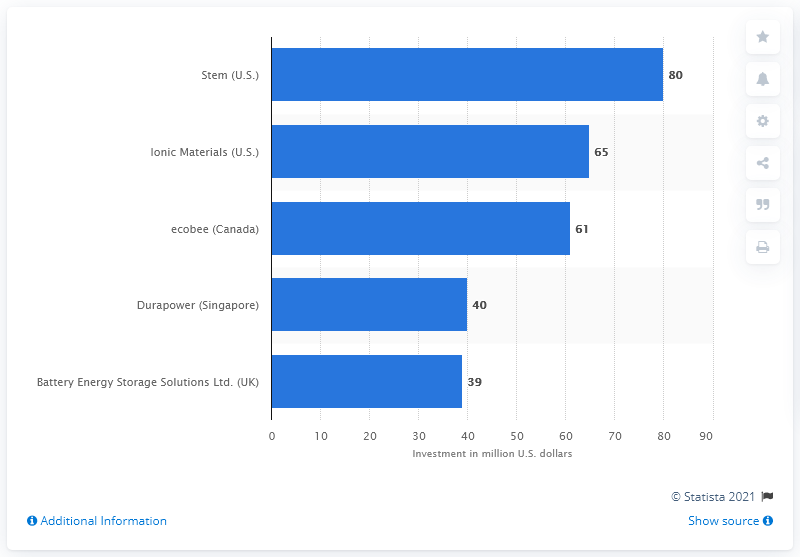 Stem (U.S.)
80
Ionic Materials (U.S.)
65
ecobee (Canada)
61
Durapower (Singapore)
40
Battery Energy Storage Solutions Ltd. (UK)
39
0 10 20 30 40 50 60 70 80 90
Investment in million U.S. dollars
© Statista 2021
Additional Information
Show source